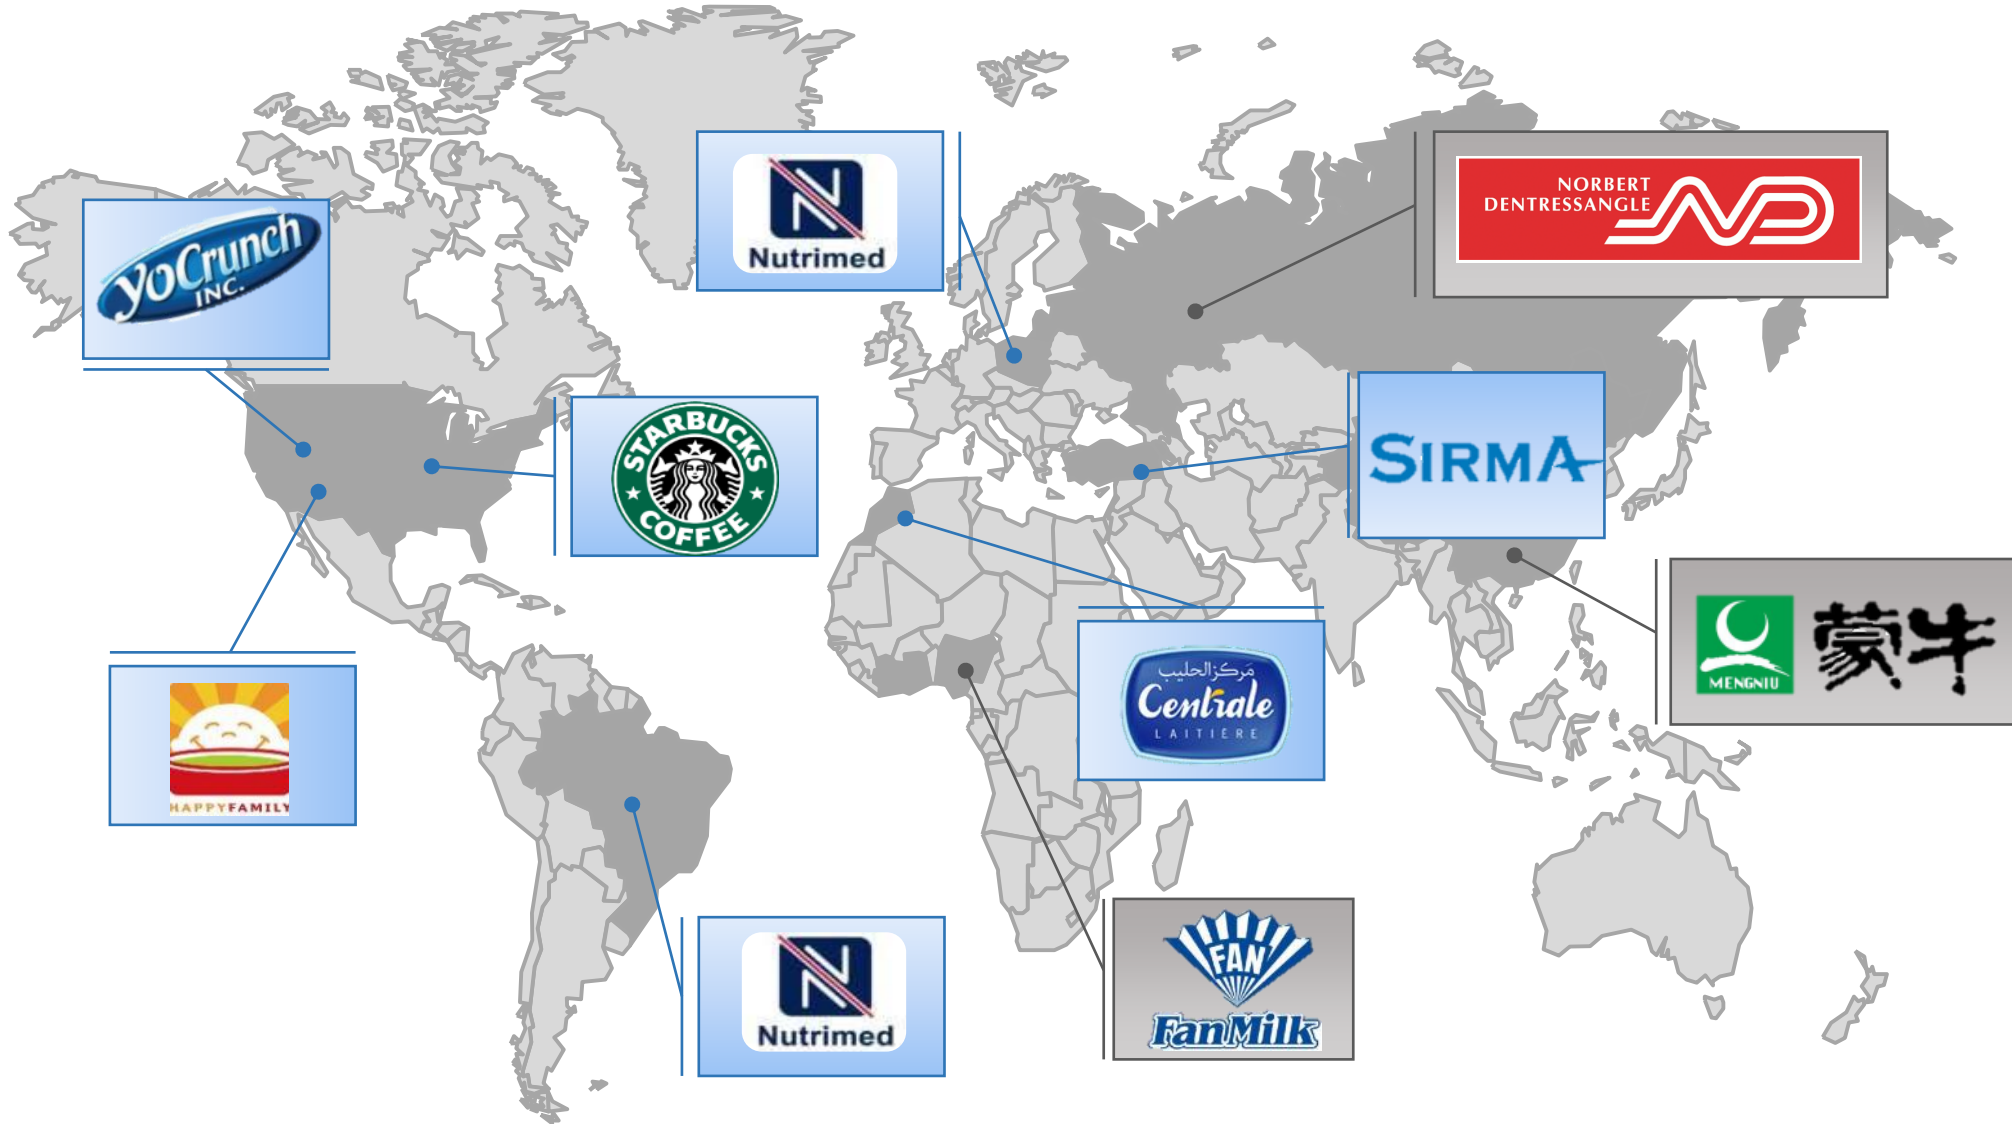 yoCrunch
INC.
Nutrimed
NORBERT
DENTRESSANGLE
STARBUCKS
COFFEE
SIRMA
مركز الحليب
Centrale
LAITIÈRE
MENGNIU
蒙牛
HAPPYFAMILY
Nutrimed
FAN
FanMilk